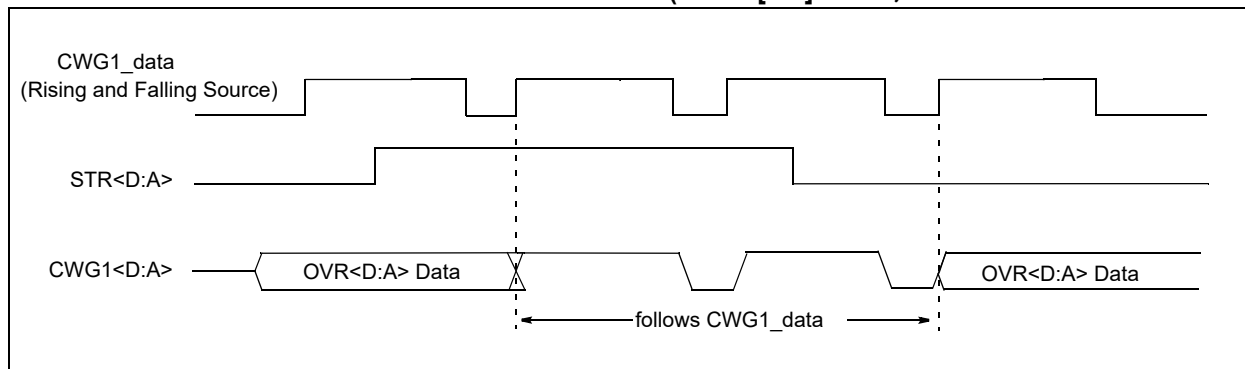 CWG1_data
(Rising and Falling Source)
STR<D:A>
CWG1<D:A>
OVR<D:A> Data
OVR<D:A> Data
follows CWG1_data